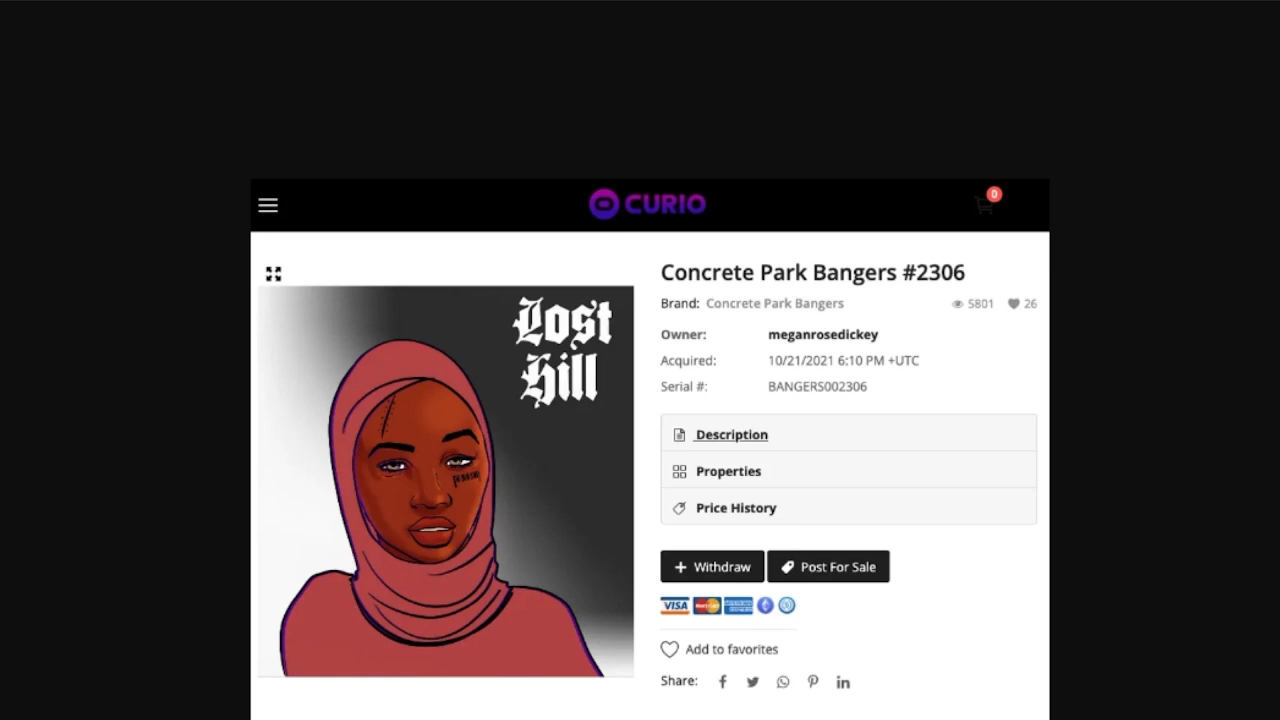 CURIO
0
Lost
Hill
Concrete Park Bangers #2306
Brand: Concrete Park Bangers 5801 26
Owner: meganrosedickey
Acquired: 10/21/2021 6:10 PM +UTC
Serial #: BANGERS002306
Description
Properties
Price History
Withdraw Post For Sale
VISA
Add to favorites
Share: